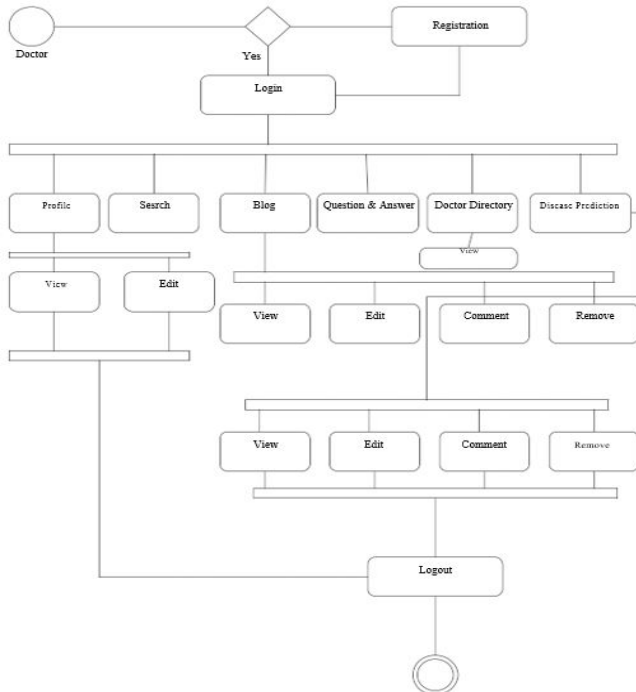 Registration
Doctor
Yes
Login
Profile
Search
Blog
Question & Answer
Doctor Directory
Disease Prediction
View
View
Edit
View
Edit
Comment
Remove
View
Edit
Comment
Remove
Logout